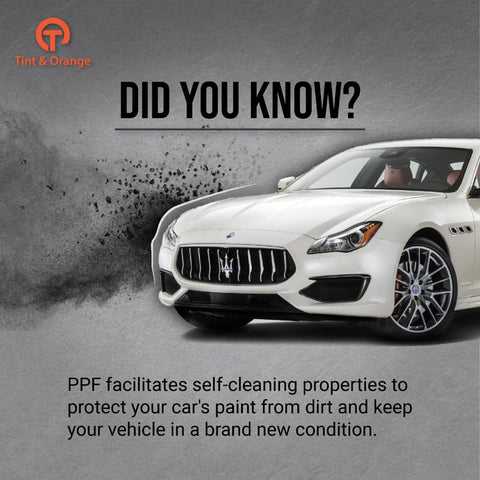 Tint & Orange
DID YOU KNOW?
PPF facilitates self-cleaning properties to
protect your car's paint from dirt and keep
your vehicle in a brand new condition.